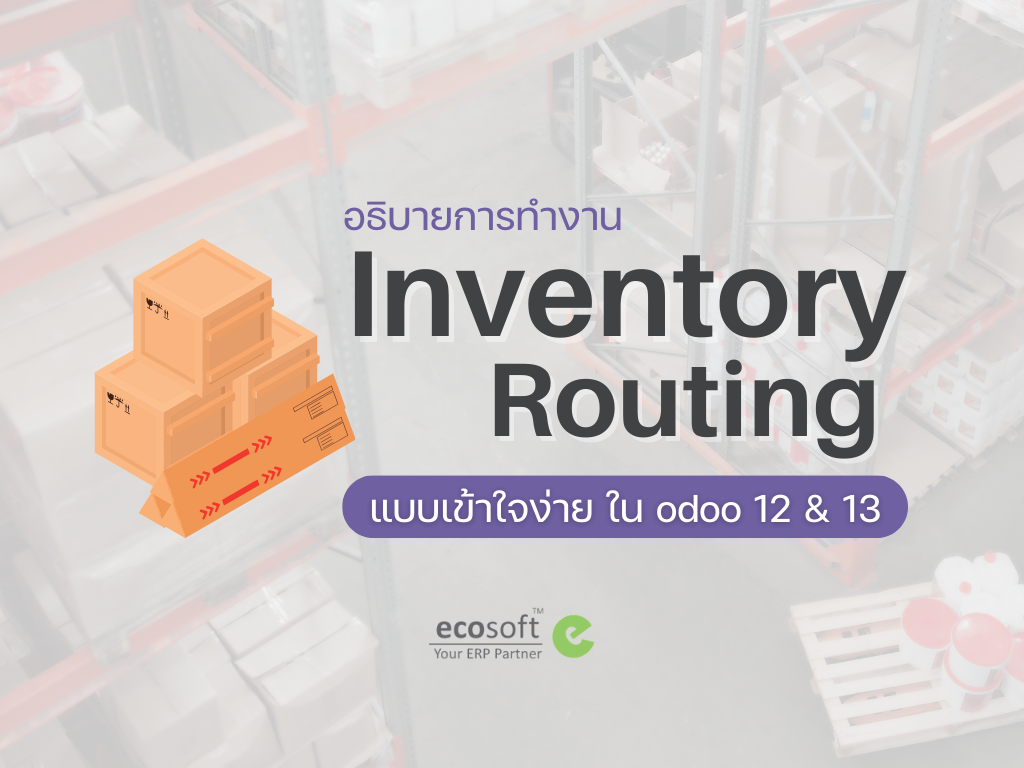 อธิบายการทำงาน
Inventory
Routing
แบบเข้าใจง่าย ใน odoo 12 & 13
ecosoft™
Your ERP Partner